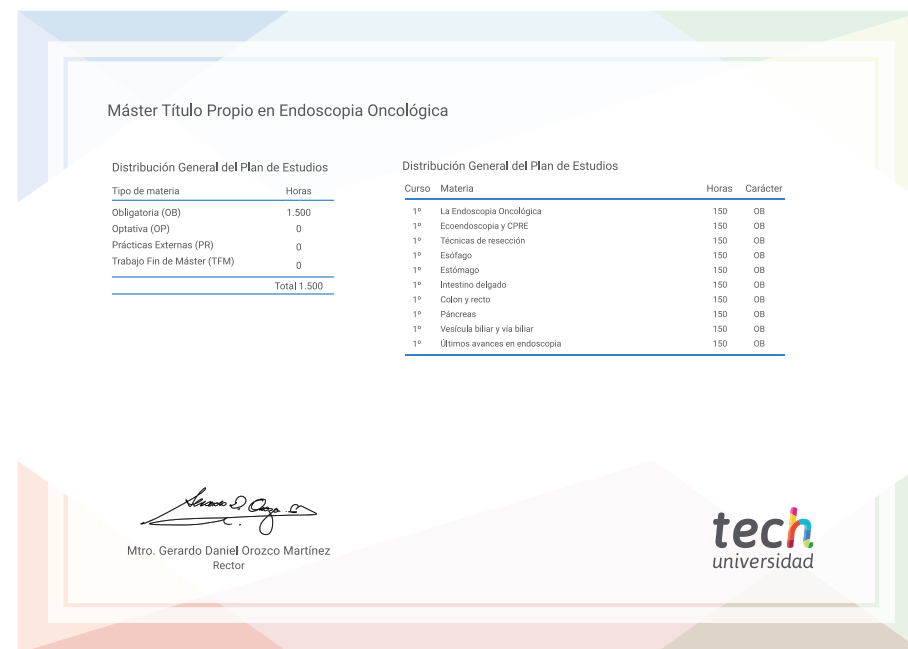 Máster Título Propio en Endoscopia Oncológica
Distribución General del Plan de Estudios
Tipo de materia Horas
Obligatoria (OB) 1.500
Optativa (OP) 0
Prácticas Externas (PR) 0
Trabajo Fin de Máster (TFM) 0
Total 1.500
Distribución General del Plan de Estudios
Curso Materia Horas Carácter
1º La Endoscopia Oncológica 150 OB
1º Ecoendoscopia y CPRE 150 OB
1º Técnicas de resección 150 OB
1º Esófago 150 OB
1º Estómago 150 OB
1º Intestino delgado 150 OB
1º Colon y recto 150 OB
1º Páncreas 150 OB
1º Vesícula biliar y vía biliar 150 OB
1º Últimos avances en endoscopia 150 OB
Mtro. Gerardo Daniel Orozco Martínez
Rector
tech
universidad